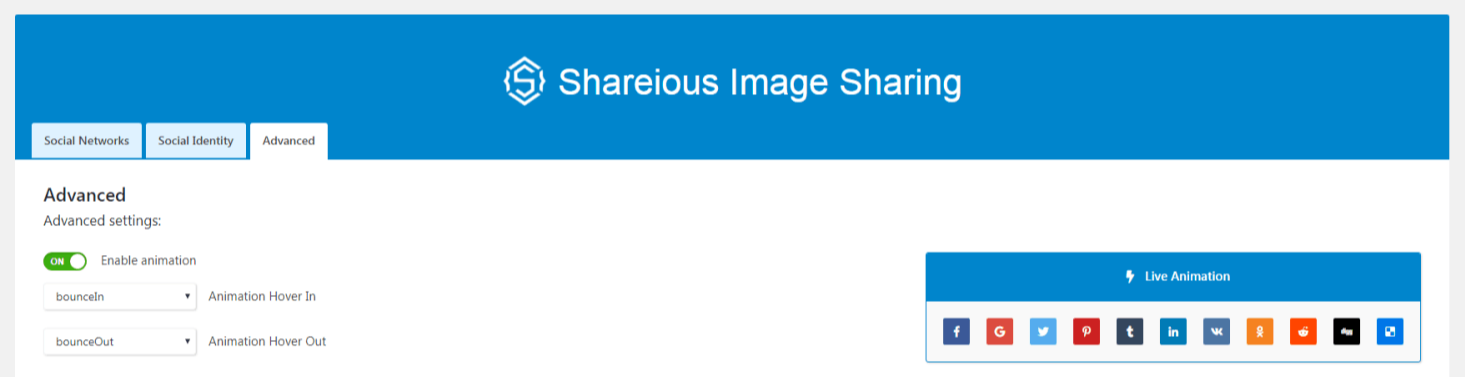 Shareious Image Sharing
Social Networks
Social Identity
Advanced
Advanced
Advanced settings:
ON Enable animation
bounceIn Animation Hover In
bounceOut Animation Hover Out
Live Animation